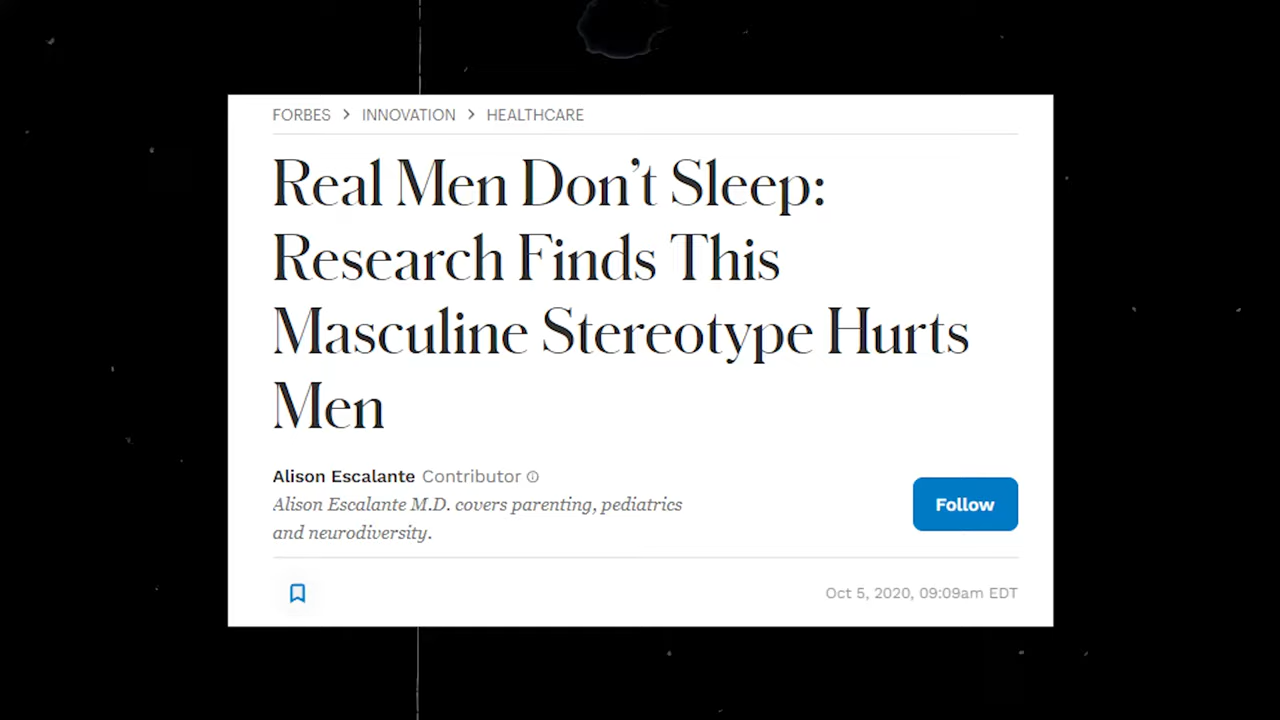 FORBES > INNOVATION > HEALTHCARE
Real Men Don’t Sleep:
Research Finds This
Masculine Stereotype Hurts
Men
Alison Escalante Contributor
Alison Escalante M.D. covers parenting, pediatrics
and neurodiversity.
Follow
Oct 5, 2020, 09:09am EDT